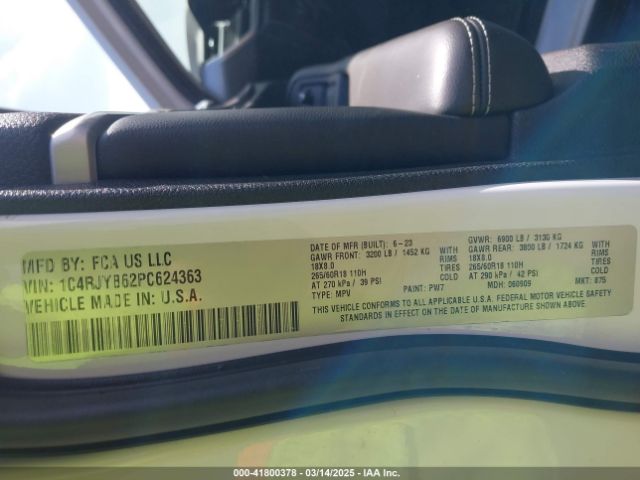 MFD BY: FCA US LLC
VIN: 1C4RJYB62PC624363
VEHICLE MADE IN: U.S.A.
DATE OF MFR (BUILT): 6-23
GAWR FRONT: 3200 LB / 1452 KG WITH
18X8.0 RIMS
265/60R18 110H TIRES
AT 270 kPa / 39 PSI COLD
TYPE: MPV PAINT: PW7
GVWR: 6900 LB / 3130 KG
GAWR REAR: 3800 LB / 1724 KG WITH
18X8.0 RIMS
265/60R18 110H TIRES
AT 290 kPa / 42 PSI COLD
MDH: 060909 MKT: 875
THIS VEHICLE CONFORMS TO ALL APPLICABLE U.S.A. FEDERAL MOTOR VEHICLE SAFETY
STANDARDS IN EFFECT ON THE DATE OF MANUFACTURE SHOWN ABOVE.
000-41800378 - 03/14/2025 - IAA Inc.